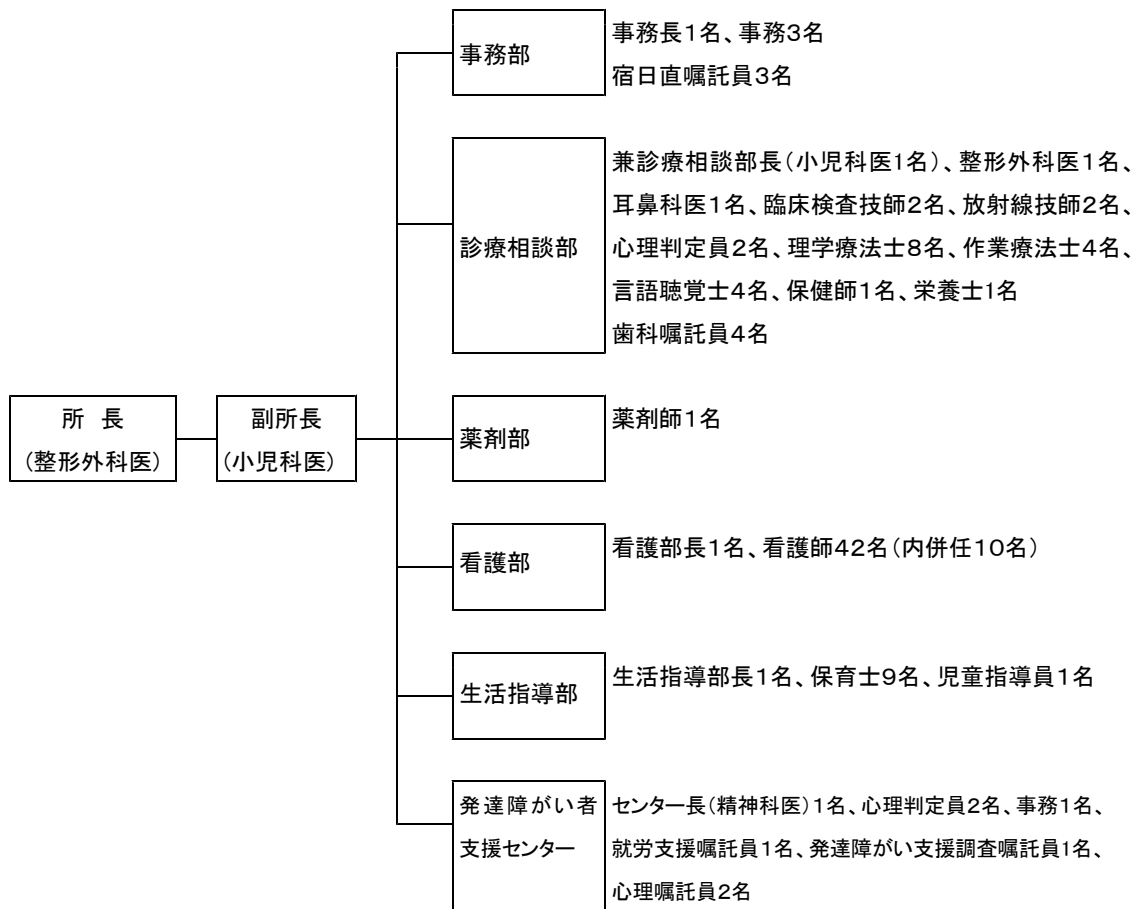 事務部
事務長１名、事務３名
宿日直嘱託員３名
診療相談部
兼診療相談部長（小児科医1名）、整形外科医１名、
耳鼻科医１名、臨床検査技師２名、放射線技師２名、
心理判定員２名、理学療法士８名、作業療法士４名、
言語聴覚士４名、保健師１名、栄養士1名
歯科嘱託員４名
所　長
（整形外科医）
副所長
（小児科医）
薬剤部
薬剤師１名
看護部
看護部長１名、看護師４２名（内併任１０名）
生活指導部
生活指導部長１名、保育士９名、児童指導員１名
発達障がい者
支援センター
センター長（精神科医）１名、心理判定員２名、事務１名、
就労支援嘱託員１名、発達障がい支援調査嘱託員１名、
心理嘱託員２名